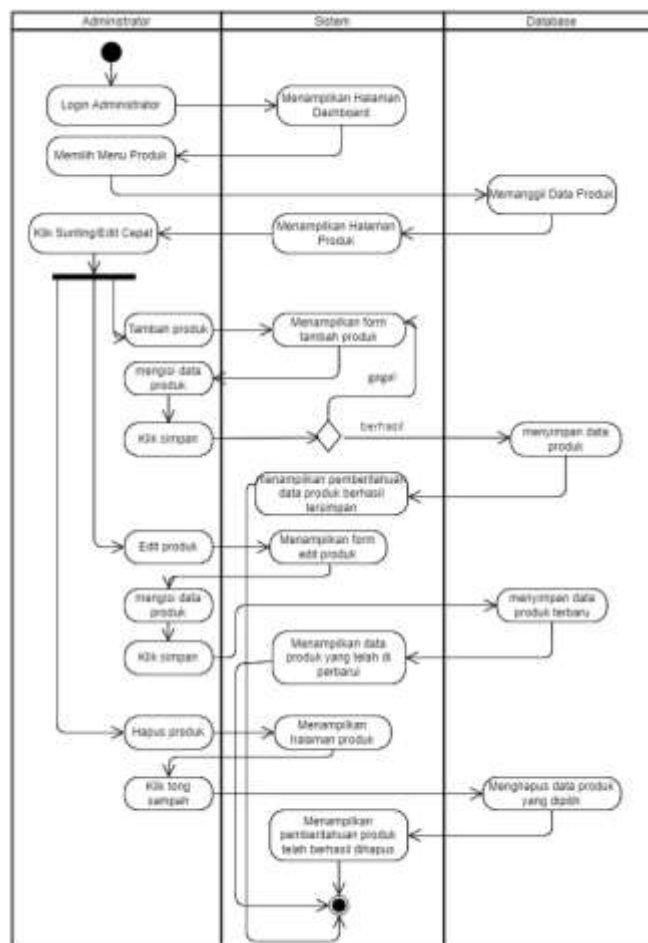 Administrator
Sistem
Database
Login Administrator
Menampilkan Halaman
Dashboard
Memilih Menu Produk
Memanggil Data Produk
Klik Sunting/Edit Cepat
Menampilkan Halaman
Produk
Tambah produk
Menampilkan form
tambah produk
mengisi data
produk
gagal
Klik simpan
berhasil
menyimpan data
produk
Menampilkan pemberitahuan
data produk berhasil
tersimpan
Edit produk
Menampilkan form
edit produk
mengisi data
produk
menyimpan data
produk terbaru
Klik simpan
Menampilkan data
produk yang telah di
perbarui
Hapus produk
Menampilkan
halaman produk
Klik tong
sampah
Menghapus data produk
yang dipilih
Menampilkan
pemberitahuan produk
telah berhasil dihapus